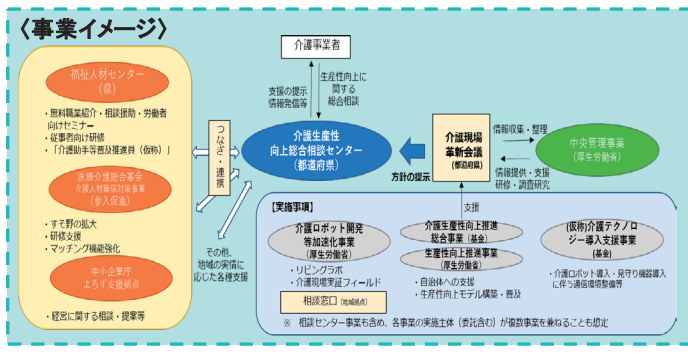 〈事業イメージ〉
福祉人材センター
(県)
・無料職業紹介・相談援助・労働者
向けセミナー
・従事者向け研修
・「介護助手等普及推進員(仮称)」
医療介護総合基金
介護人材確保対策事業
(参入促進)
・すそ野の拡大
・研修支援
・マッチング機能強化
中小企業庁
よろず支援拠点
・経営に関する相談・提案等
つなぎ・連携
その他、
地域の実情に
応じた各種支援
介護事業者
支援の提示
情報発信等
生産性向上に
関する
総合相談
介護生産性
向上総合相談センター
(都道府県)
方針の提示
介護現場
革新会議
(都道府県)
情報収集・整理
情報提供・支援
研修・調査研究
中央管理事業
(厚生労働省)
支援
【実施事項】
介護ロボット開発
等加速化事業
(厚生労働省)
・リビングラボ
・介護現場実証フィールド
相談窓口(地域拠点)
介護生産性向上推進
総合事業(基金)
生産性向上推進事業
(厚生労働省)
・自治体への支援
・生産性向上モデル構築・普及
(仮称)介護テクノロ
ジー導入支援事業
(基金)
・介護ロボット導入・見守り機器導入
に伴う通信環境整備等
※ 相談センター事業も含め、各事業の実施主体(委託含む)が複数事業を兼ねることも想定